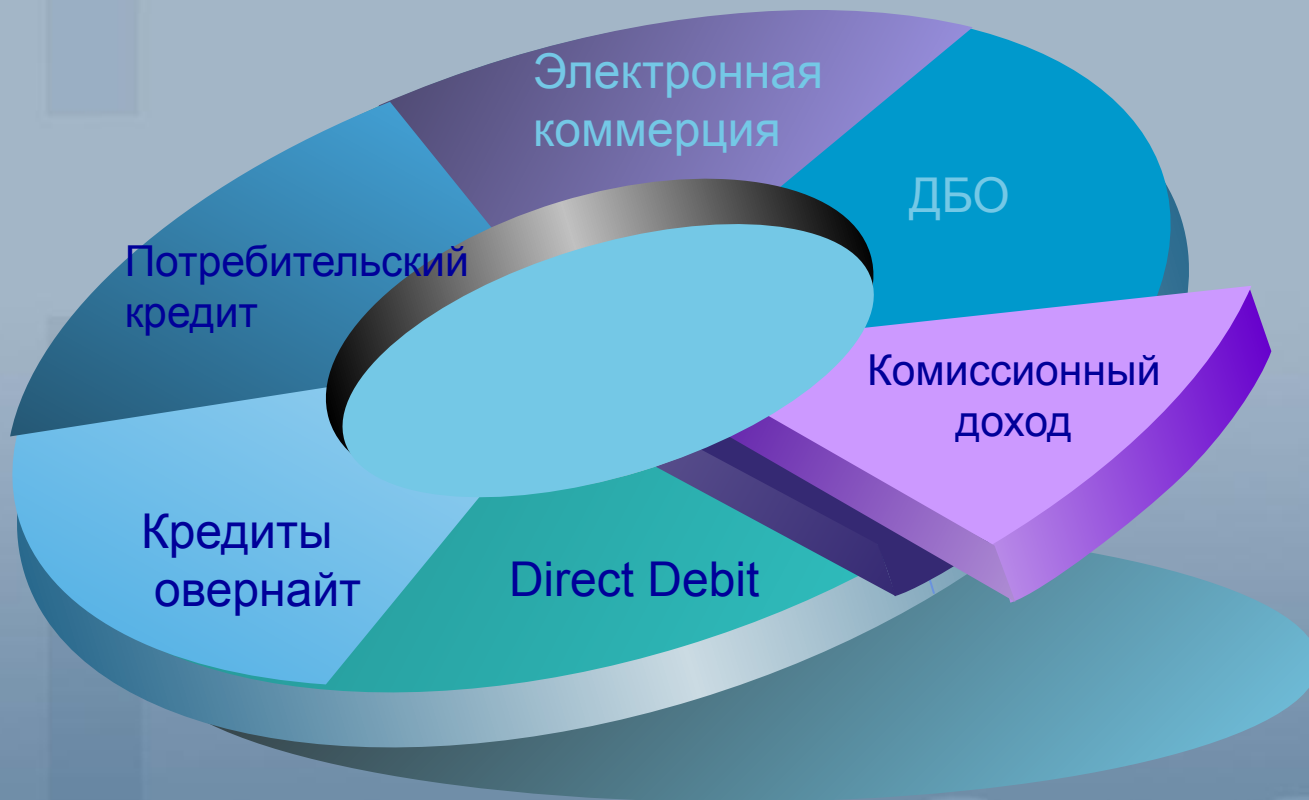 Электронная
коммерция
ДБО
Потребительский
кредит
Комиссионный
доход
Кредиты
овернайт
Direct Debit